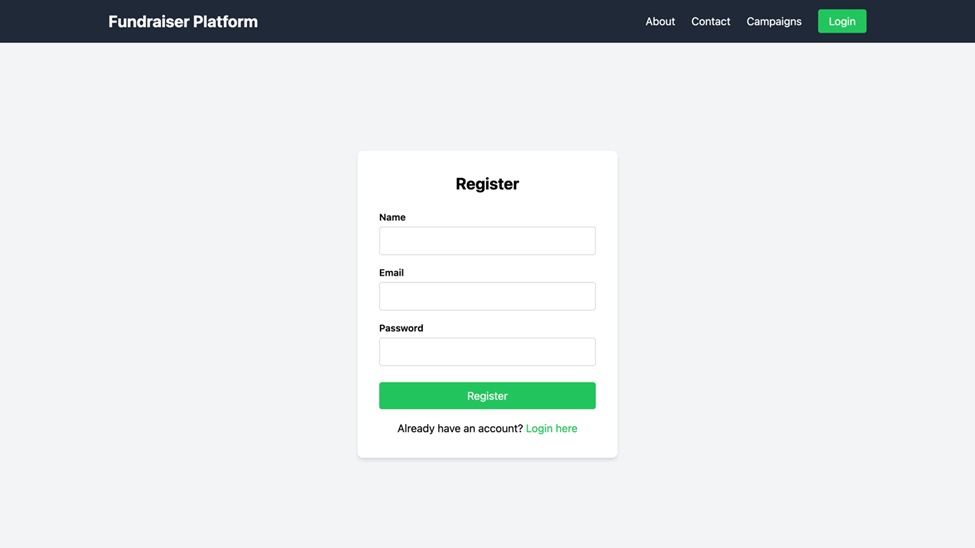 Fundraiser Platform
About Contact Campaigns Login
Register
Name
Email
Password
Register
Already have an account? Login here